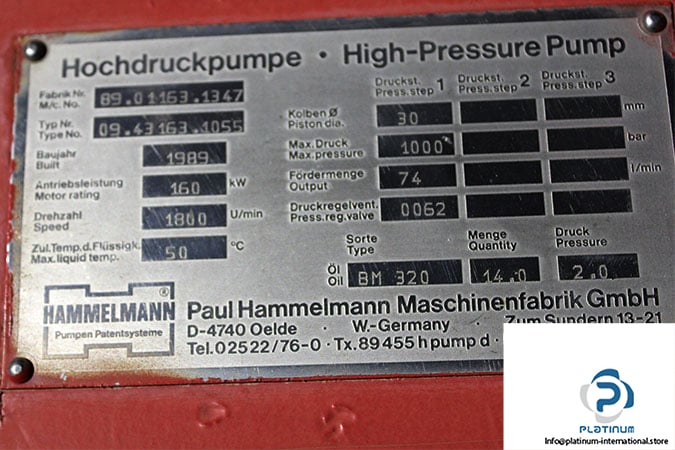 Hochdruckpumpe · High-Pressure Pump
Druckst. Press.step 1 Druckst. Press.step 2 Druckst. Press.step 3
Fabrik Nr. M/c. No. 89.01163.1347
Typ Nr. Type No. 09.43163.1055
Baujahr Built 1989
Antriebsleistung Motor rating 160 kW
Drehzahl Speed 1800 U/min
Zul.Temp.d.Flüssigk. Max. liquid temp. 50 °C
Kolben Ø Piston dia. 30 mm
Max. Druck Max. pressure 1000 bar
Fördermenge Output 74 l/min
Druckregelvent. Press.reg.valve 0062
Sorte Type Menge Quantity Druck Pressure
Öl Oil BM 320 14.0 2.0
HAMMELMANN ®
Pumpen Patentsysteme
Paul Hammelmann Maschinenfabrik GmbH
D-4740 Oelde · W.-Germany · Zum Sundern 13-21
Tel. 02522/76-0 · Tx. 89455 hpump d ·
PLATINUM
Info@platinum-international.store